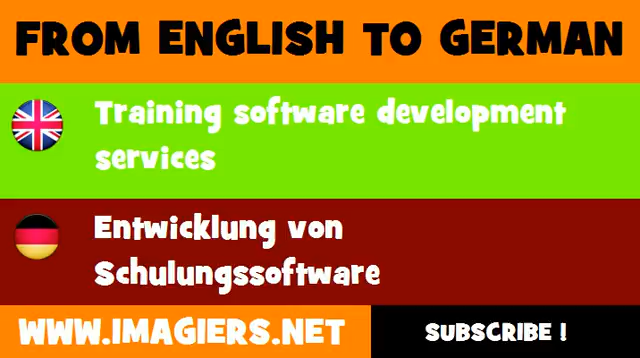 FROM ENGLISH TO GERMAN
Training software development
services
Entwicklung von
Schulungssoftware
WWW.IMAGIERS.NET
SUBSCRIBE !